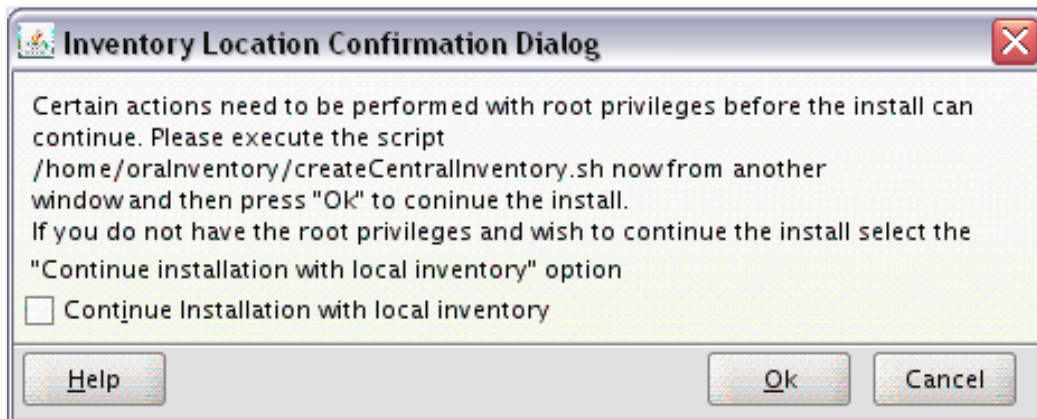 Inventory Location Confirmation Dialog
Certain actions need to be performed with root privileges before the install can
continue. Please execute the script
/home/oraInventory/createCentralInventory.sh now from another
window and then press "Ok" to coninue the install.
If you do not have the root privileges and wish to continue the install select the
"Continue installation with local inventory" option
Continue Installation with local inventory
Help Ok Cancel